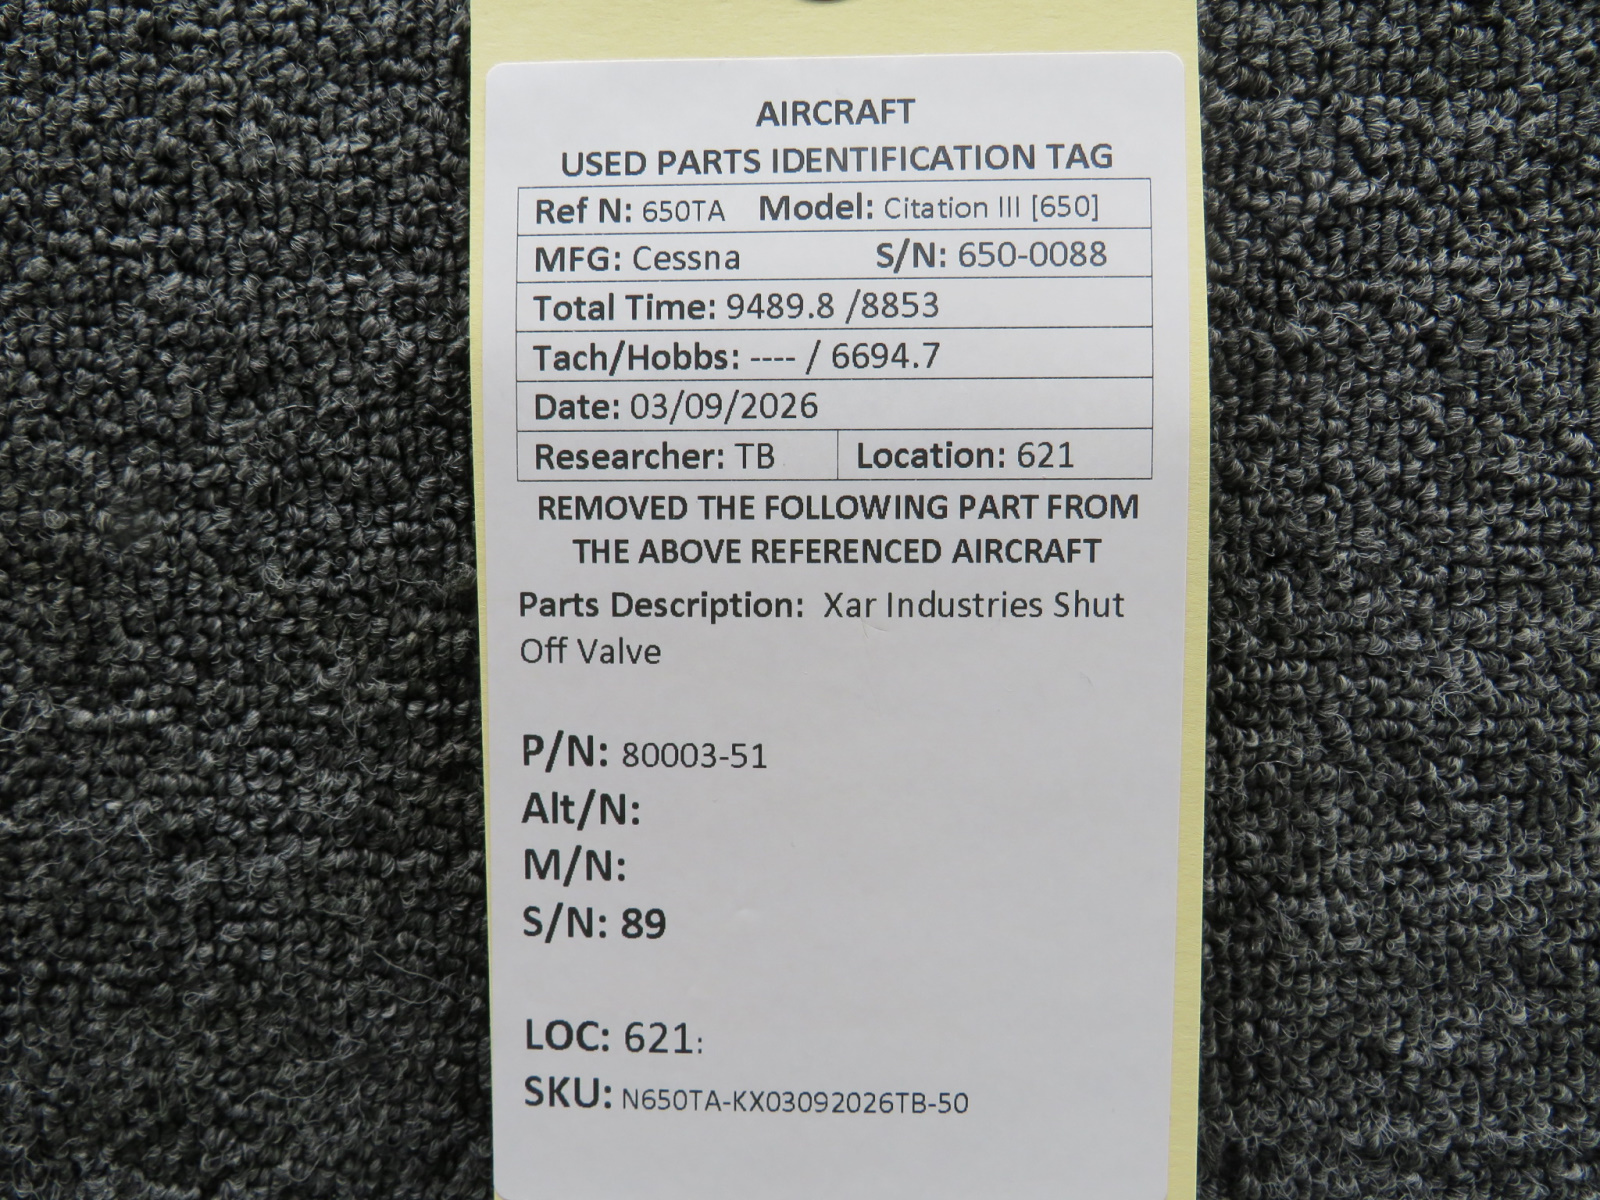 AIRCRAFT
USED PARTS IDENTIFICATION TAG
Ref N: 650TA Model: Citation III [650]
MFG: Cessna S/N: 650-0088
Total Time: 9489.8 /8853
Tach/Hobbs: ---- / 6694.7
Date: 03/09/2026
Researcher: TB Location: 621
REMOVED THE FOLLOWING PART FROM
THE ABOVE REFERENCED AIRCRAFT
Parts Description: Xar Industries Shut
Off Valve
P/N: 80003-51
Alt/N:
M/N:
S/N: 89
LOC: 621:
SKU: N650TA-KX03092026TB-50